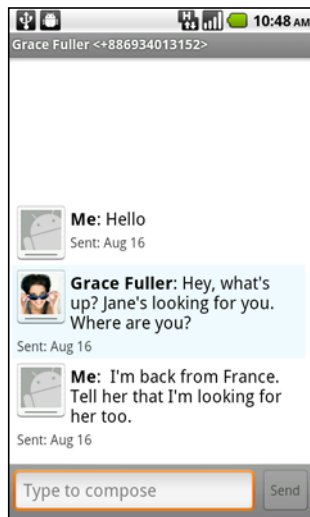 10:48 AM
Grace Fuller <+886934013152>
Me: Hello
Sent: Aug 16
Grace Fuller: Hey, what's
up? Jane's looking for you.
Where are you?
Sent: Aug 16
Me:  I'm back from France.
Tell her that I'm looking for
her too.
Sent: Aug 16
Type to compose
Send